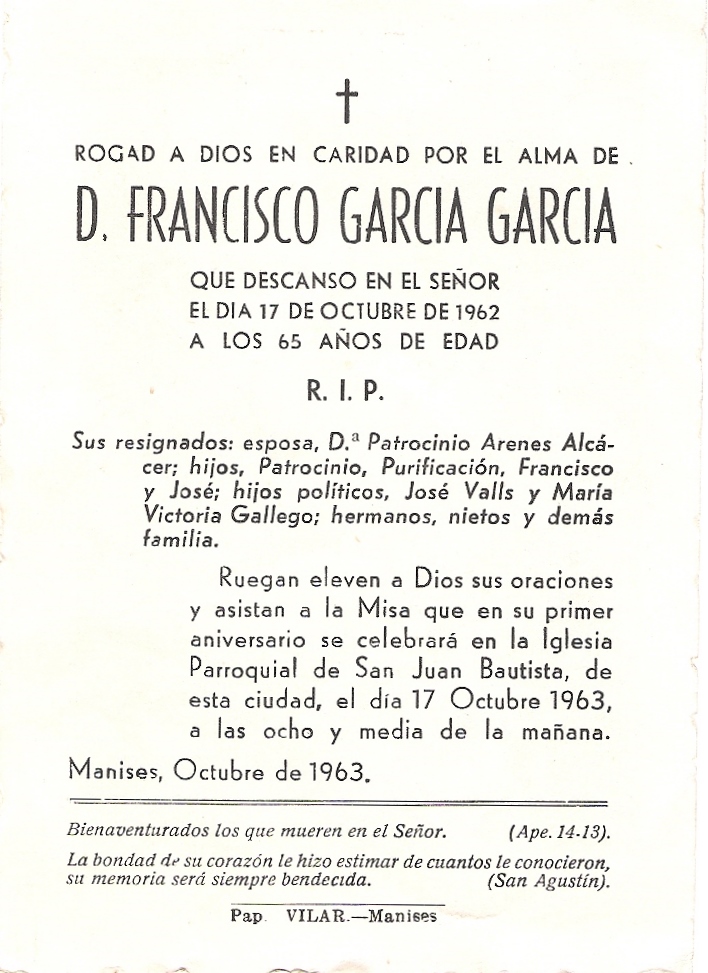 ROGAD A DIOS EN CARIDAD POR EL ALMA DE
D. FRANCISCO GARCIA GARCIA
QUE DESCANSO EN EL SEÑOR
EL DIA 17 DE OCTUBRE DE 1962
A LOS 65 AÑOS DE EDAD
R. I. P.
Sus resignados: esposa, D.ª Patrocinio Arenes Alcá-
cer; hijos, Patrocinio, Purificación, Francisco
y José; hijos políticos, José Valls y María
Victoria Gallego; hermanos, nietos y demás
familia.
Ruegan eleven a Dios sus oraciones
y asistan a la Misa que en su primer
aniversario se celebrará en la Iglesia
Parroquial de San Juan Bautista, de
esta ciudad, el día 17 Octubre 1963,
a las ocho y media de la mañana.
Manises, Octubre de 1963.
Bienaventurados los que mueren en el Señor. (Ape. 14-13).
La bondad de su corazón le hizo estimar de cuantos le conocieron,
su memoria será siempre bendecida. (San Agustín).
Pap. VILAR.—Manises